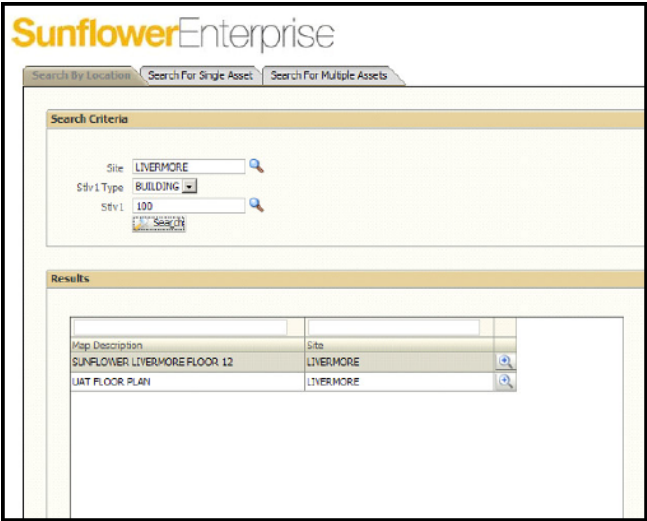 SunflowerEnterprise
Search By Location Search For Single Asset Search For Multiple Assets
Search Criteria
Site LIVERMORE
Stlv1 Type BUILDING
Stlv1 100
Search
Results
Map Description Site
SUNFLOWER LIVERMORE FLOOR 12 LIVERMORE
UAT FLOOR PLAN LIVERMORE